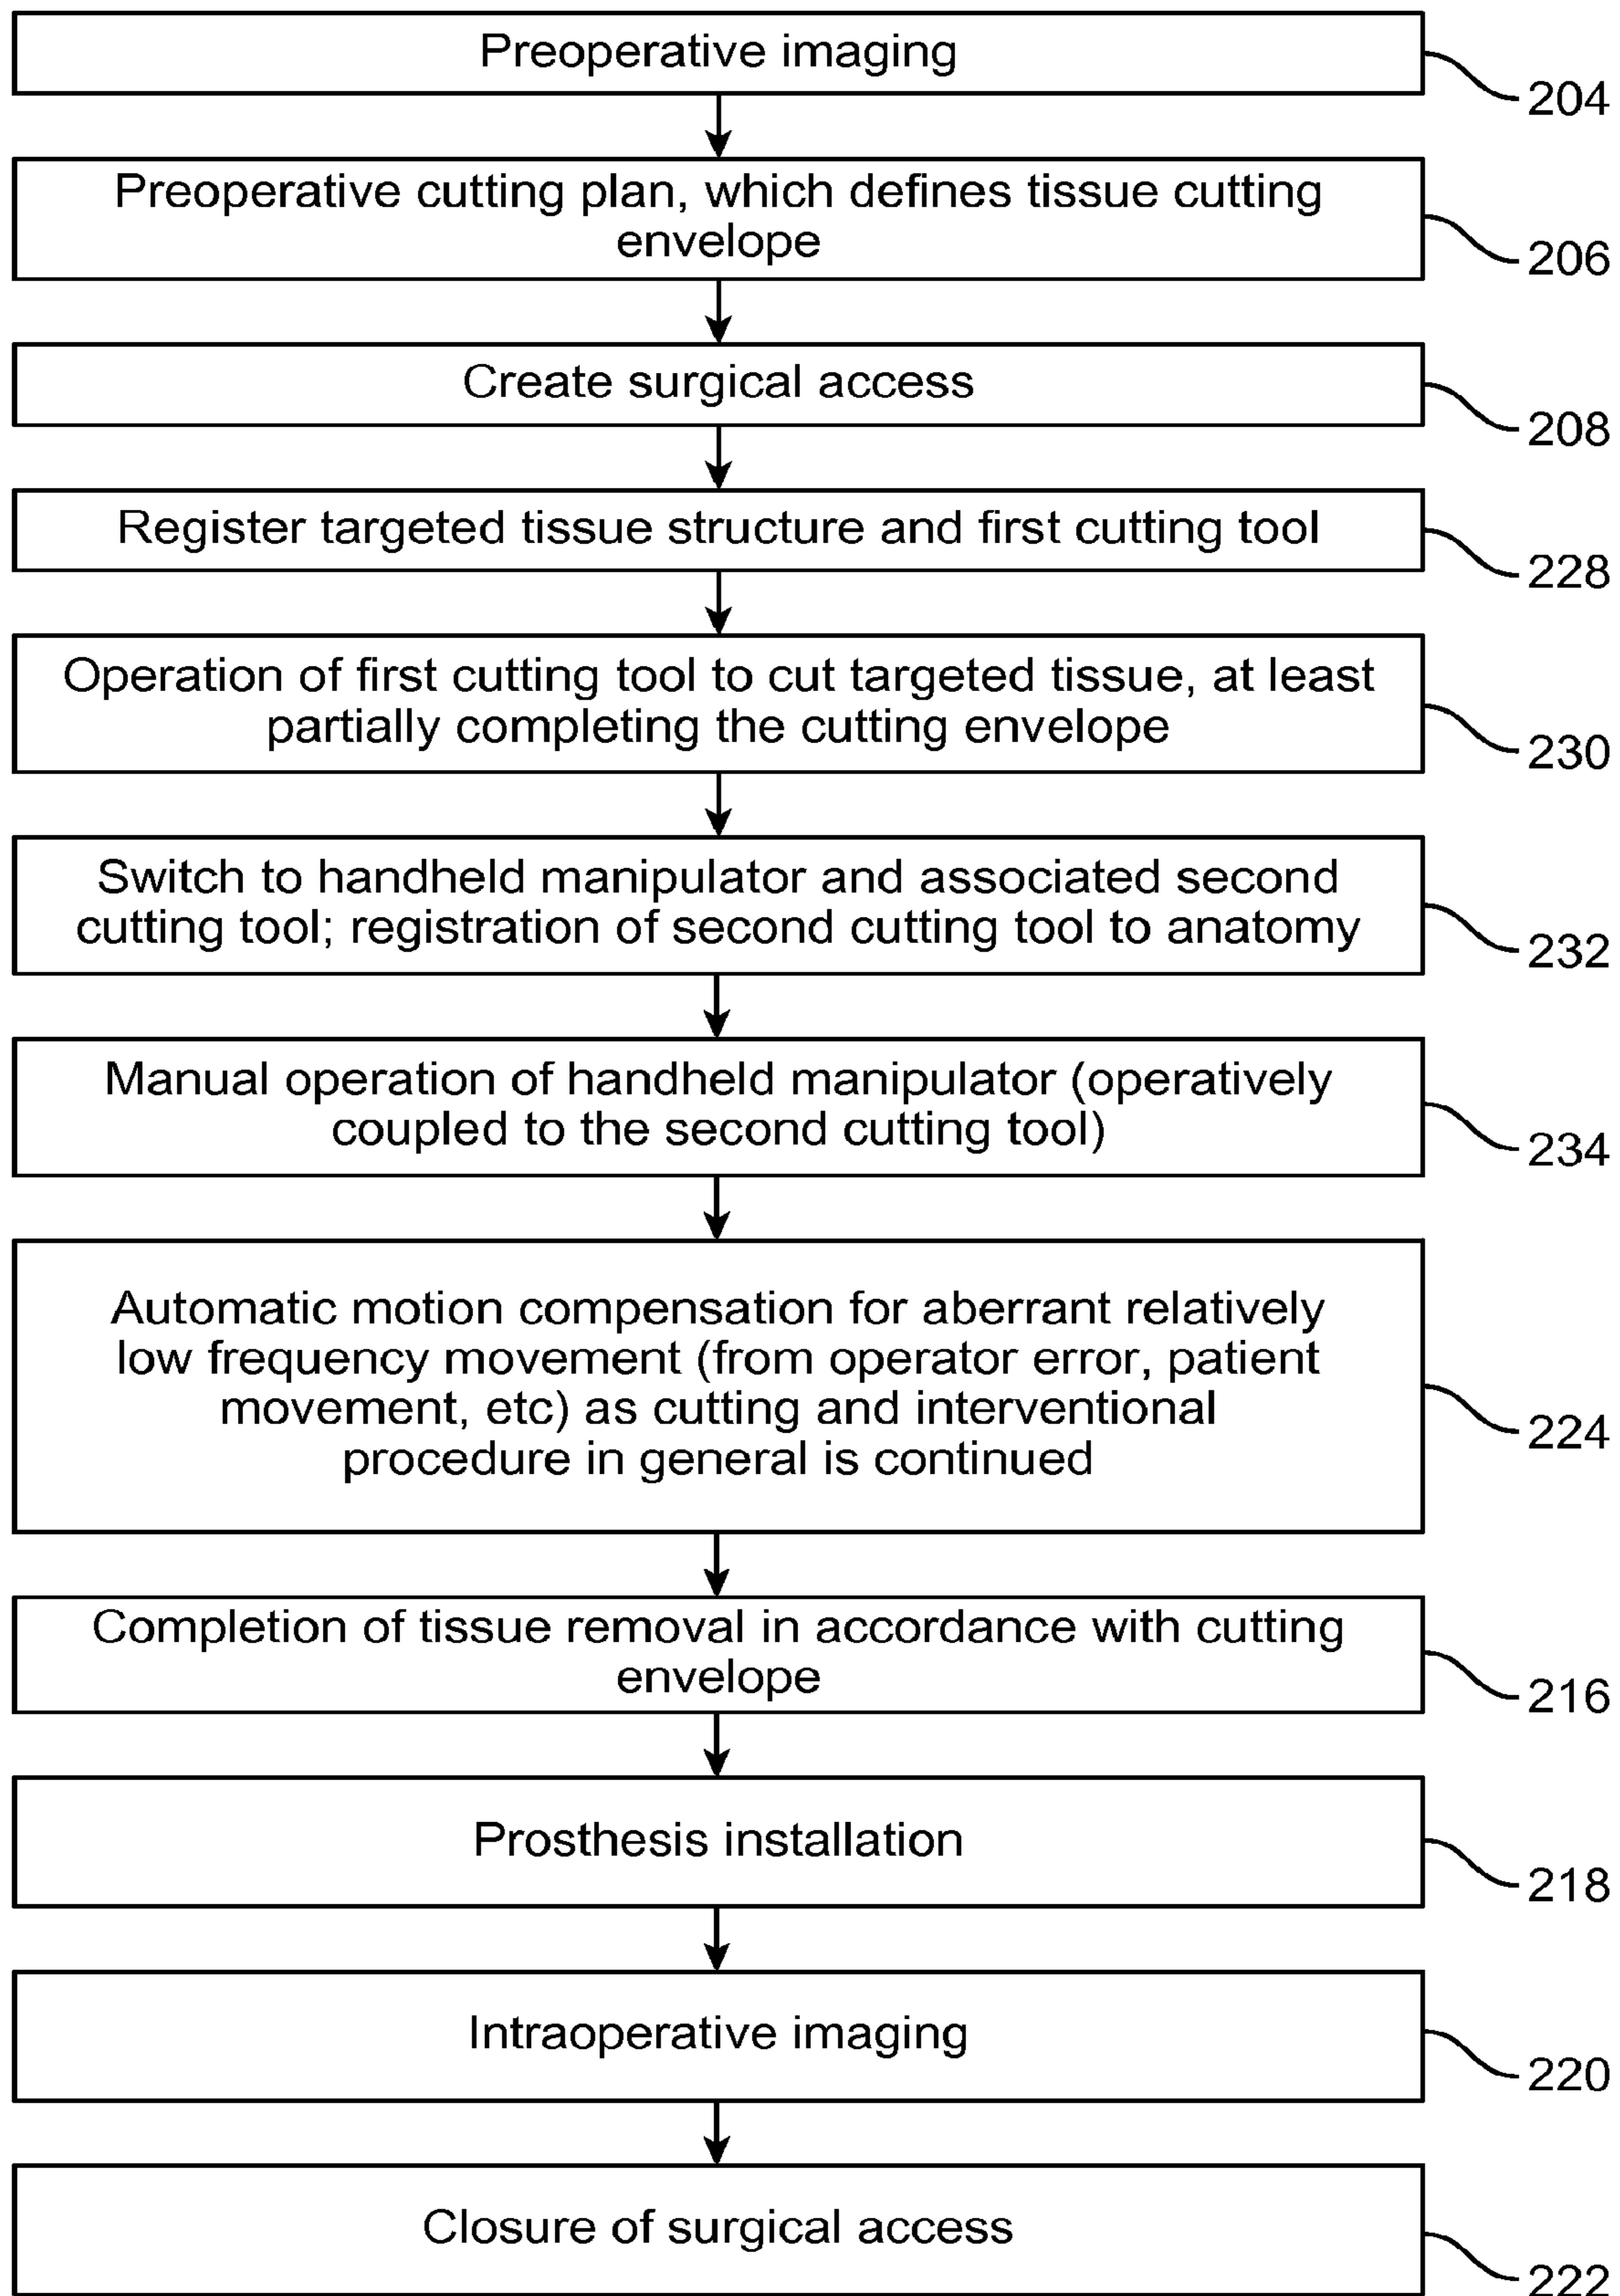 Preoperative imaging
204
Preoperative cutting plan, which defines tissue cutting
envelope
206
Create surgical access
208
Register targeted tissue structure and first cutting tool
228
Operation of first cutting tool to cut targeted tissue, at least
partially completing the cutting envelope
230
Switch to handheld manipulator and associated second
cutting tool; registration of second cutting tool to anatomy
232
Manual operation of handheld manipulator (operatively
coupled to the second cutting tool)
234
Automatic motion compensation for aberrant relatively
low frequency movement (from operator error, patient
movement, etc) as cutting and interventional
procedure in general is continued
224
Completion of tissue removal in accordance with cutting
envelope
216
Prosthesis installation
218
Intraoperative imaging
220
Closure of surgical access
222